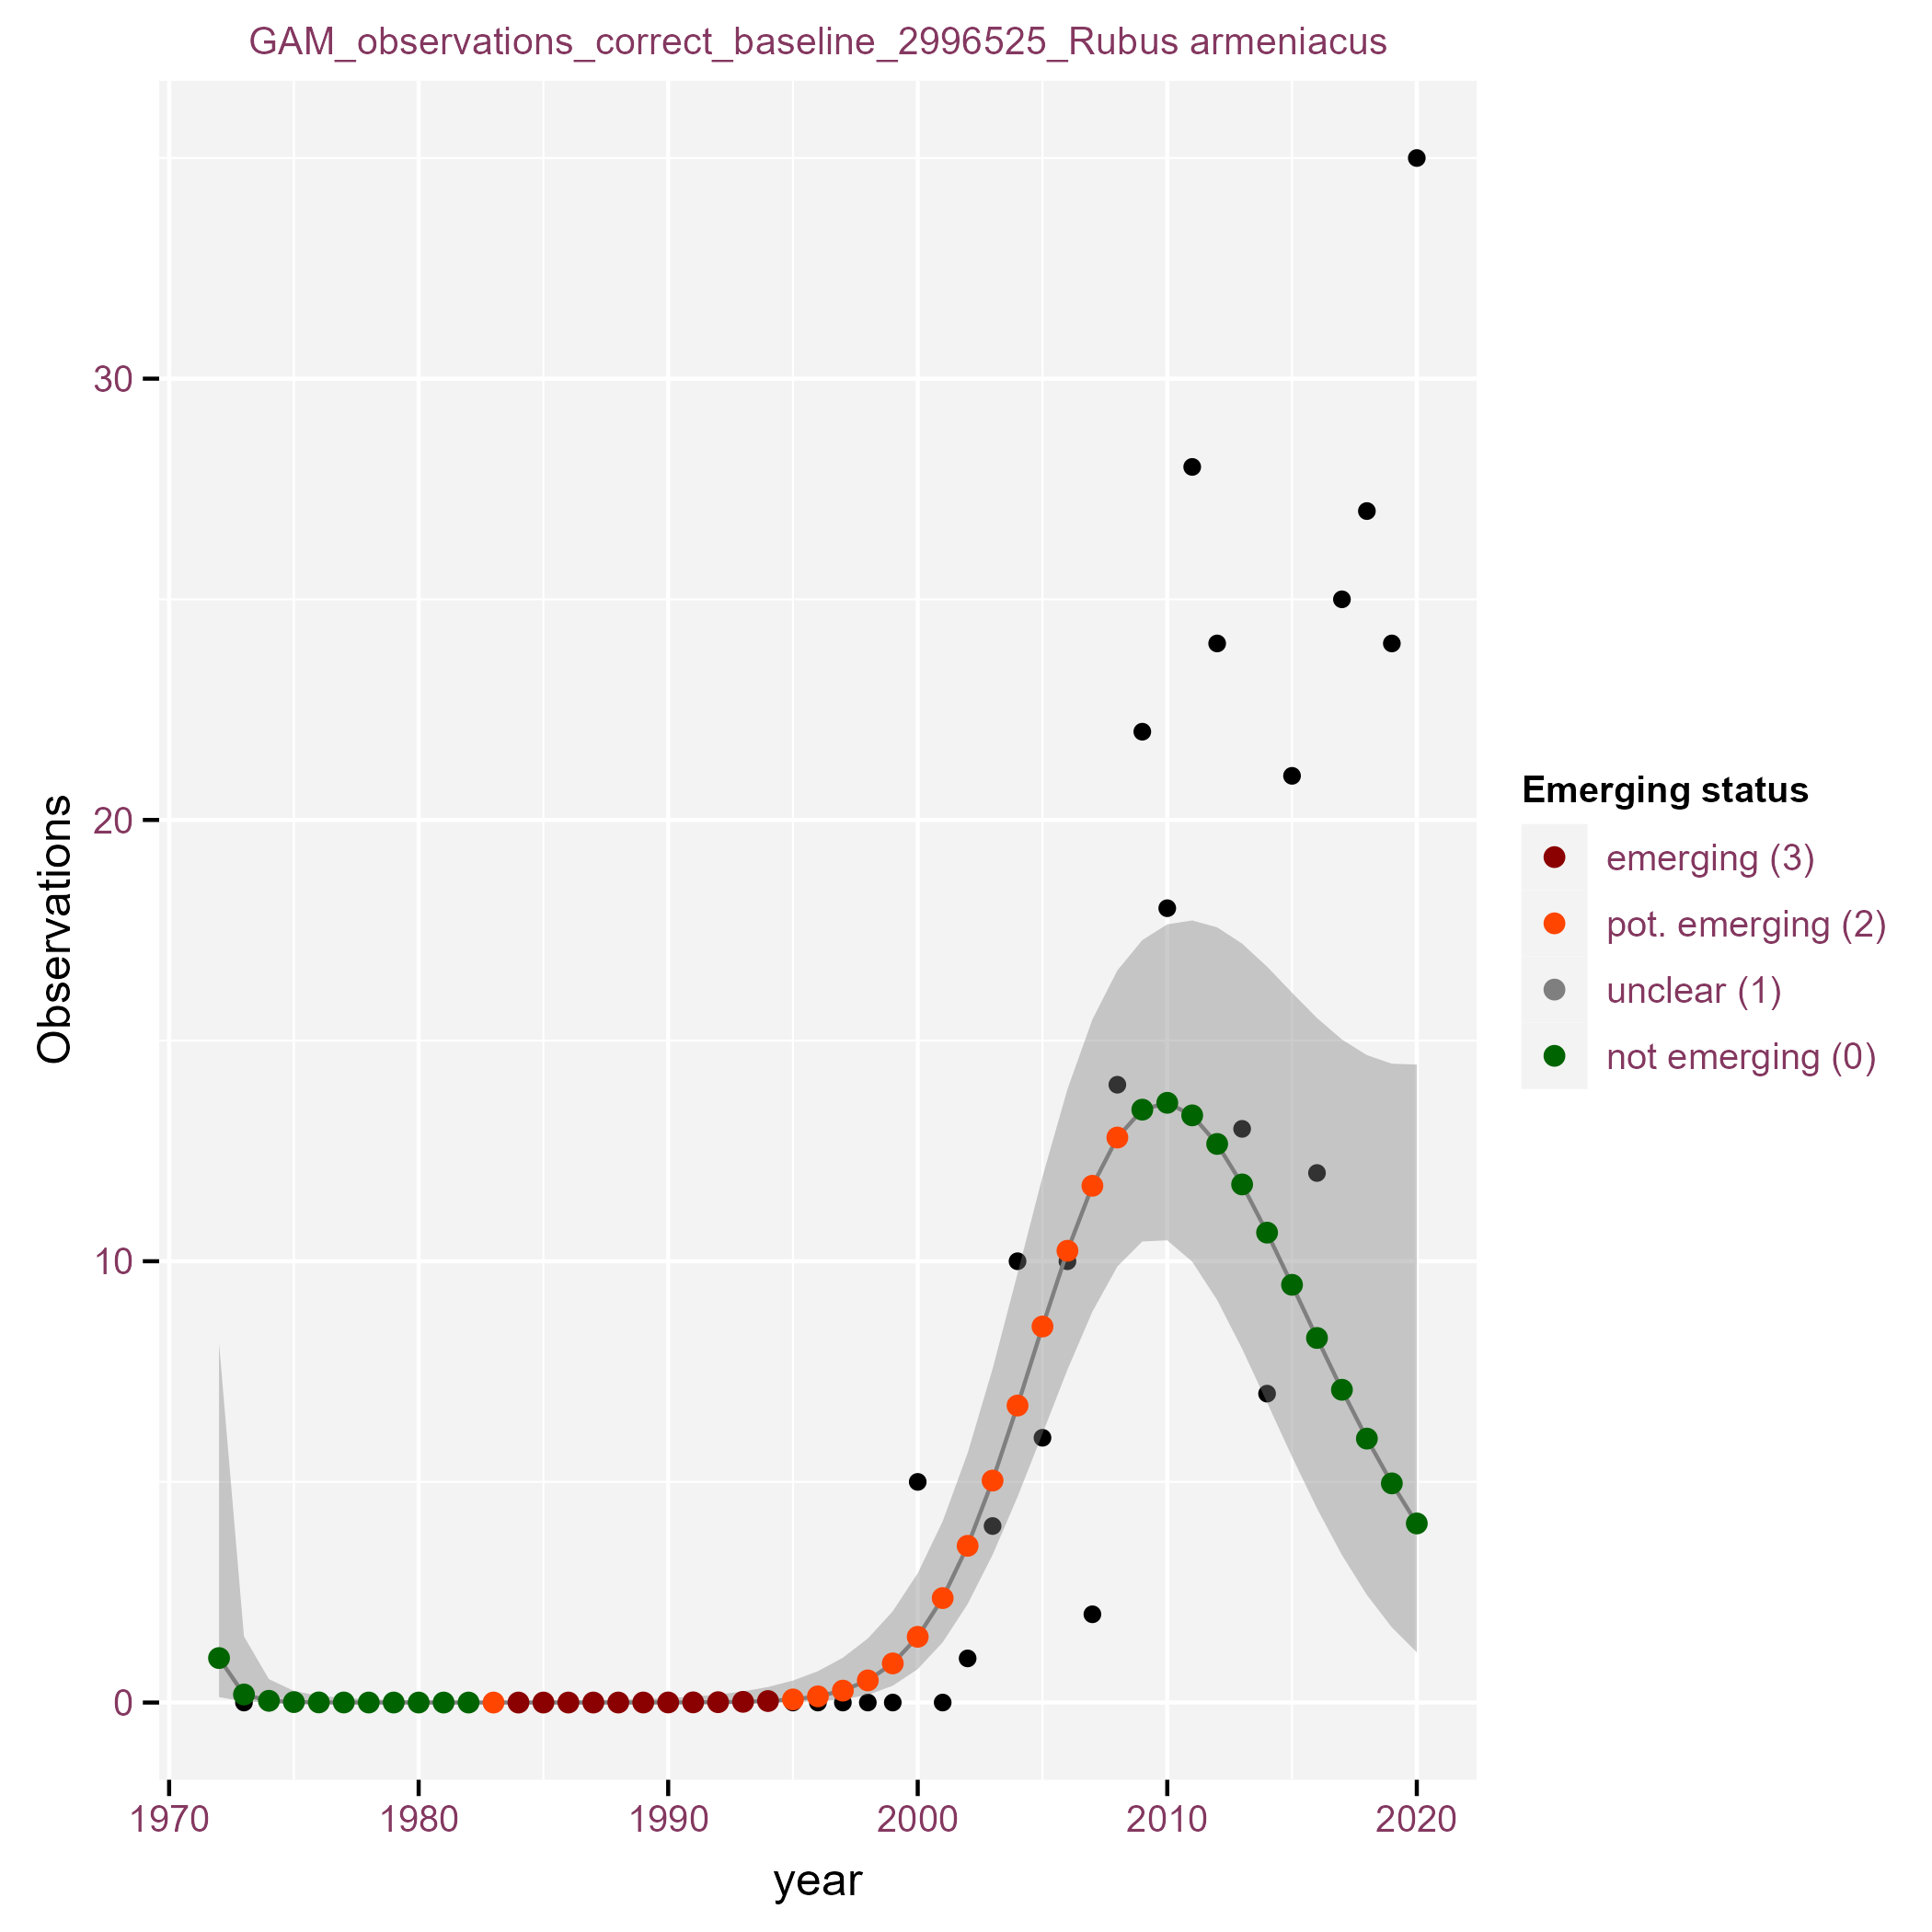 GAM_observations_correct_baseline_2996525_Rubus armeniacus
Observations
30
20
10
0
1970 1980 1990 2000 2010 2020
year
Emerging status
emerging (3)
pot. emerging (2)
unclear (1)
not emerging (0)